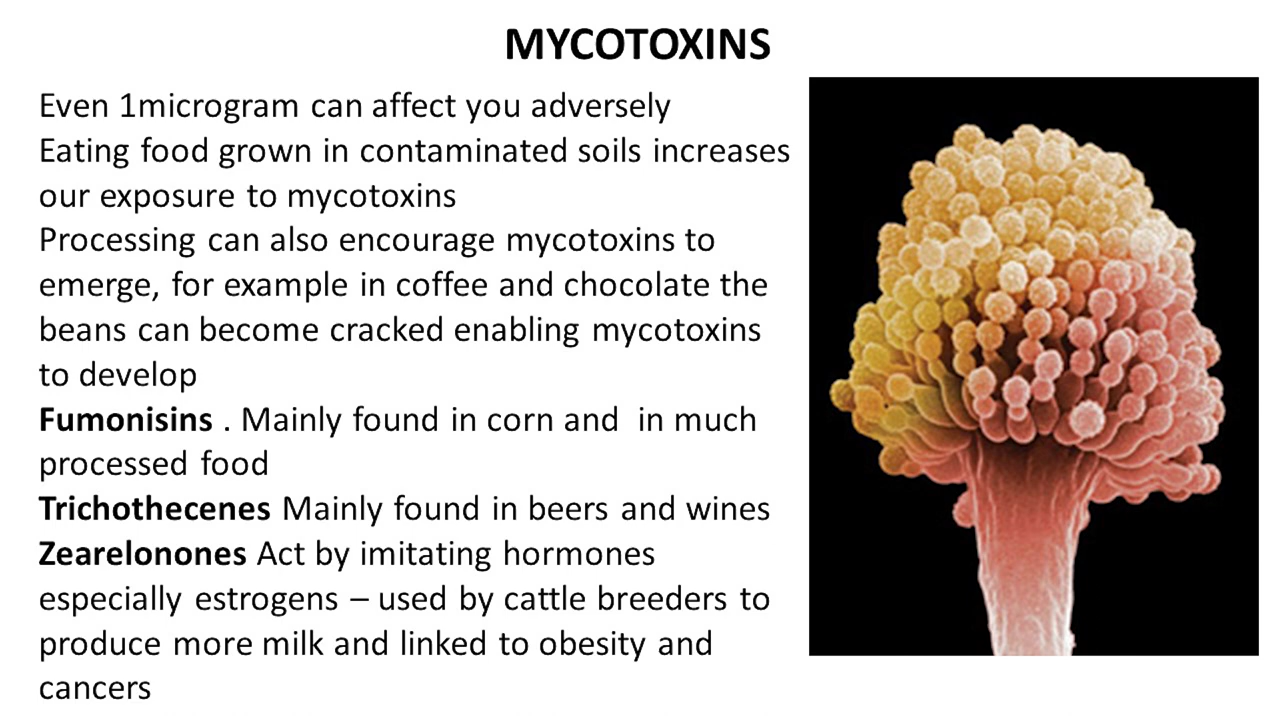 MYCOTOXINS
Even 1microgram can affect you adversely
Eating food grown in contaminated soils increases
our exposure to mycotoxins
Processing can also encourage mycotoxins to
emerge, for example in coffee and chocolate the
beans can become cracked enabling mycotoxins
to develop
Fumonisins . Mainly found in corn and  in much
processed food
Trichothecenes Mainly found in beers and wines
Zearelonones Act by imitating hormones
especially estrogens – used by cattle breeders to
produce more milk and linked to obesity and
cancers